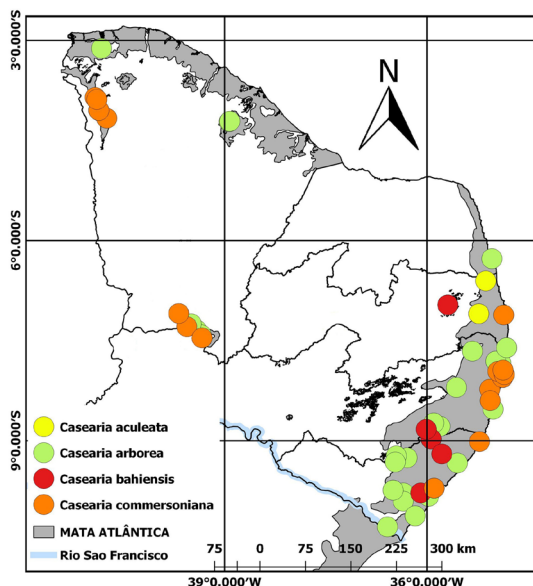 3°0.000'S
N
6°0.000'S
Casearia aculeata
Casearia arborea
9°0.000'S
Casearia bahiensis
Casearia commersoniana
MATA ATLÂNTICA
Rio Sao Francisco
75 0 75 150 225 300 km
39°0.000'W 36°0.000'W